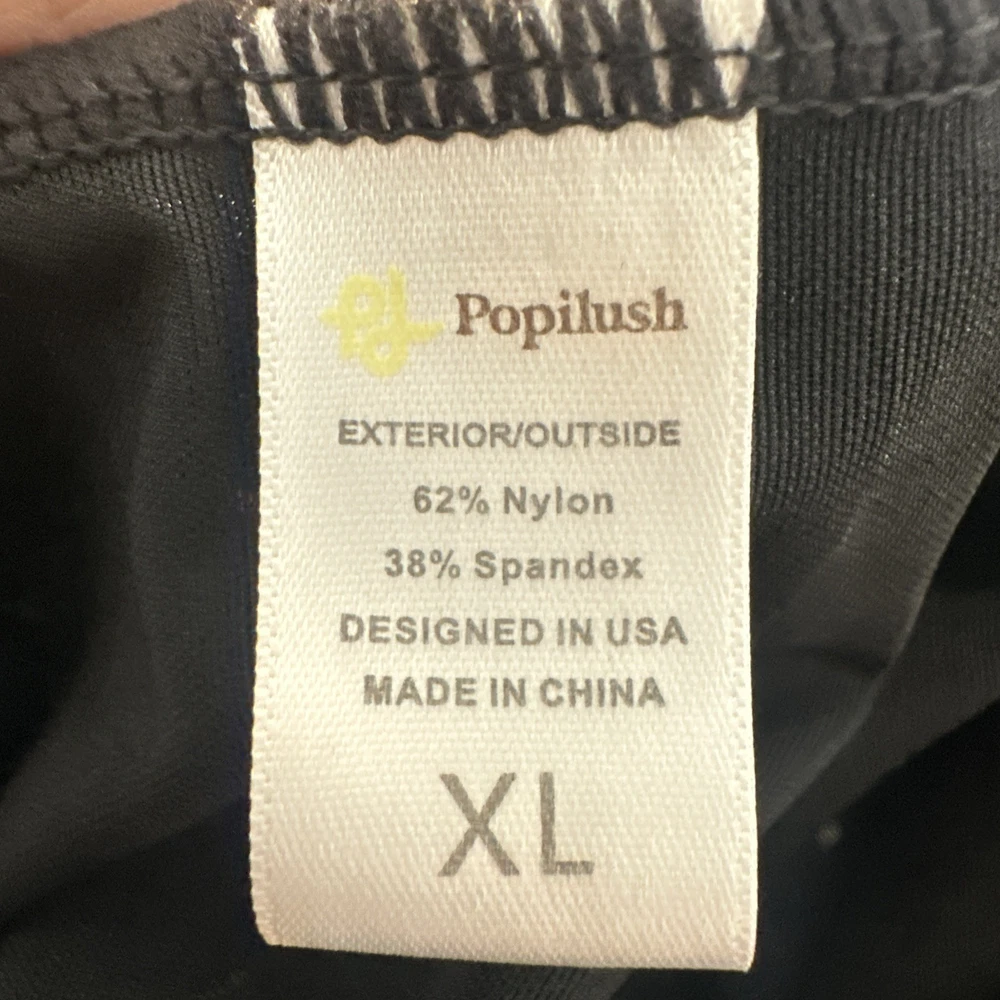 Popilush
EXTERIOR/OUTSIDE
62% Nylon
38% Spandex
DESIGNED IN USA
MADE IN CHINA
XL